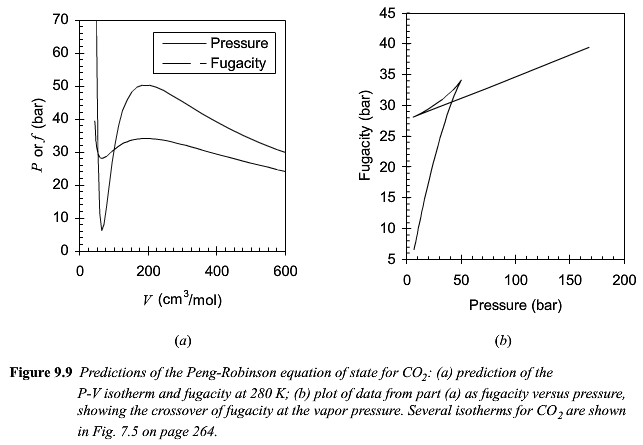 70
60
50
40
30
20
10
0
P or f (bar)
Pressure
Fugacity
0 200 400 600
V (cm³/mol)
(a)
45
40
35
30
25
20
15
10
5
Fugacity (bar)
0 50 100 150 200
Pressure (bar)
(b)
Figure 9.9 Predictions of the Peng-Robinson equation of state for CO₂: (a) prediction of the
P-V isotherm and fugacity at 280 K; (b) plot of data from part (a) as fugacity versus pressure,
showing the crossover of fugacity at the vapor pressure. Several isotherms for CO₂ are shown
in Fig. 7.5 on page 264.